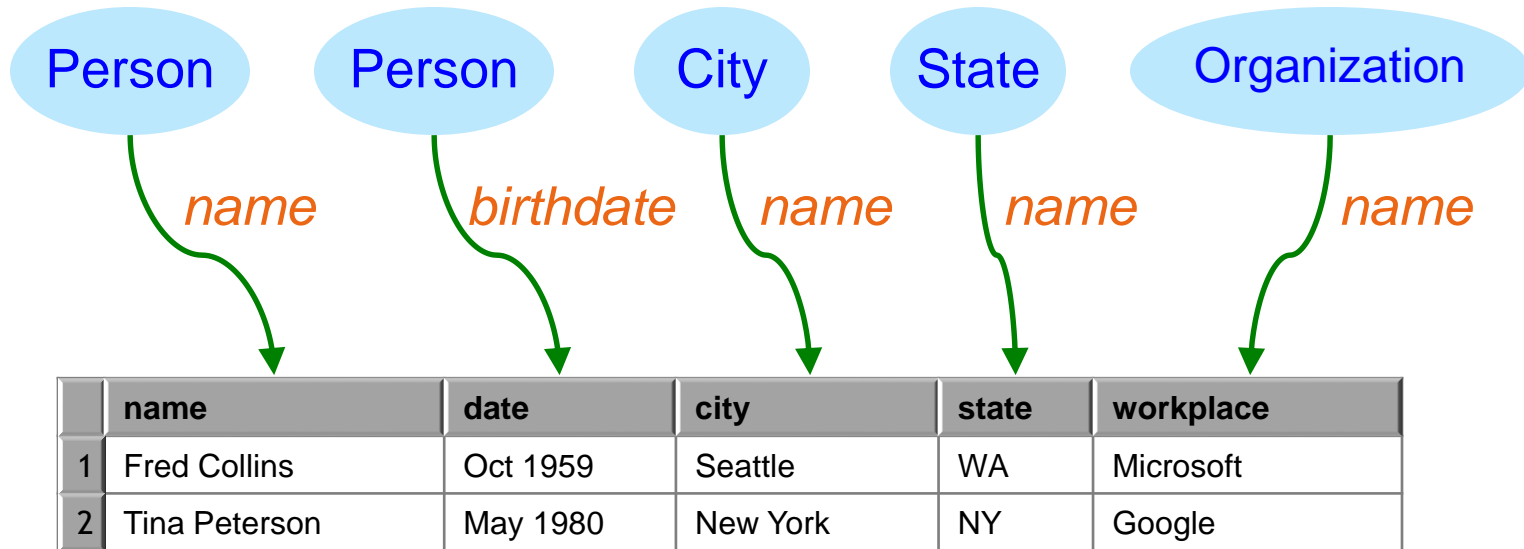 Person Person City State Organization
name birthdate name name name
name date city state workplace
1 Fred Collins Oct 1959 Seattle WA Microsoft
2 Tina Peterson May 1980 New York NY Google